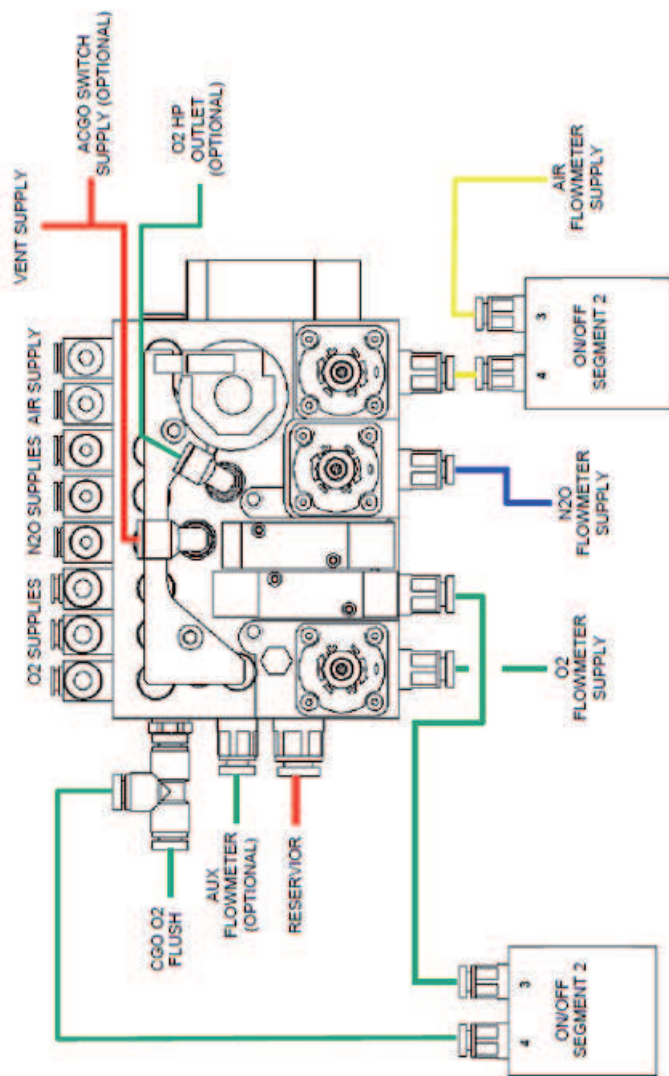 VENT SUPPLY
ACGO SWITCH
SUPPLY (OPTIONAL)
O2 HP
OUTLET
(OPTIONAL)
O2 SUPPLIES
N2O SUPPLIES
AIR SUPPLY
CGO O2
FLUSH
AUX
FLOWMETER
(OPTIONAL)
RESERVIOR
O2
FLOWMETER
SUPPLY
N2O
FLOWMETER
SUPPLY
AIR
FLOWMETER
SUPPLY
4
3
ON/OFF
SEGMENT 2
4
3
ON/OFF
SEGMENT 2